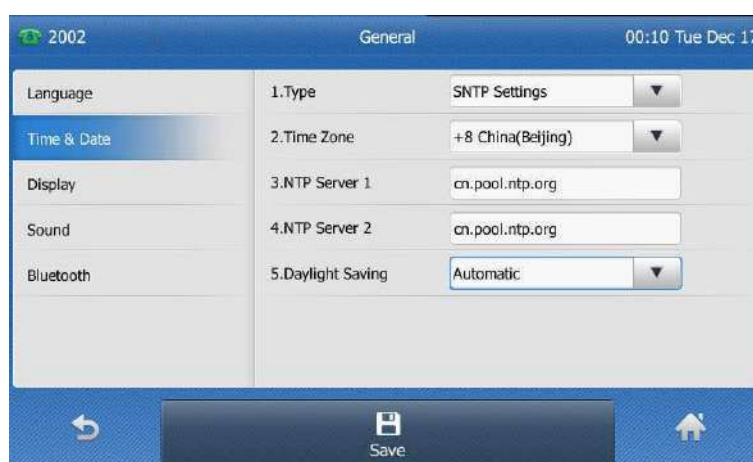 2002 General 00:10 Tue Dec 17
Language
Time & Date
Display
Sound
Bluetooth
1.Type SNTP Settings
2.Time Zone +8 China(Beijing)
3.NTP Server 1 cn.pool.ntp.org
4.NTP Server 2 cn.pool.ntp.org
5.Daylight Saving Automatic
Save